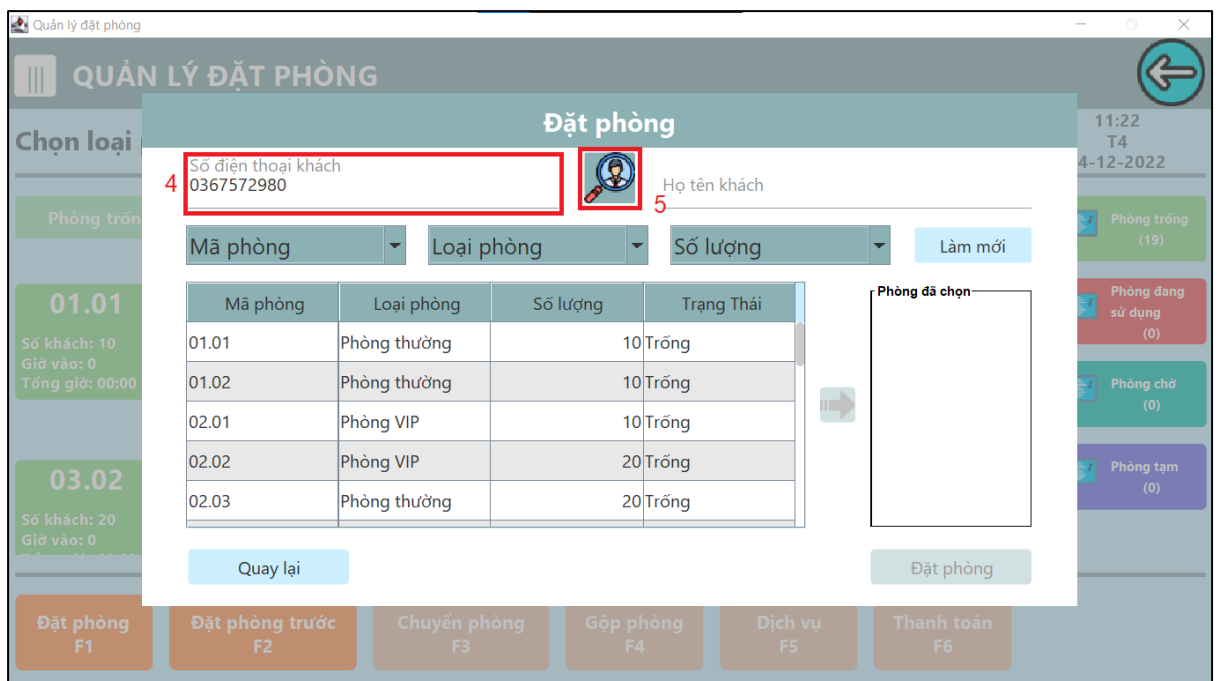 Quản lý đặt phòng
QUẢN LÝ ĐẶT PHÒNG
Chọn loại
11:22
T4
4-12-2022
Đặt phòng
Số điện thoại khách
4
0367572980
5
Họ tên khách
Mã phòng
Loại phòng
Số lượng
Làm mới
Mã phòng Loại phòng Số lượng Trạng Thái
01.01 Phòng thường 10 Trống
01.02 Phòng thường 10 Trống
02.01 Phòng VIP 10 Trống
02.02 Phòng VIP 20 Trống
02.03 Phòng thường 20 Trống
Phòng đã chọn
Quay lại
Đặt phòng
Phòng trốn
01.01
Số khách: 10
Giờ vào: 0
Tổng giờ: 00:00
03.02
Số khách: 20
Giờ vào: 0
Phòng trống
(19)
Phòng đang
sử dụng
(0)
Phòng chờ
(0)
Phòng tạm
(0)
Đặt phòng
F1
Đặt phòng trước
F2
Chuyển phòng
F3
Gộp phòng
F4
Dịch vụ
F5
Thanh toán
F6